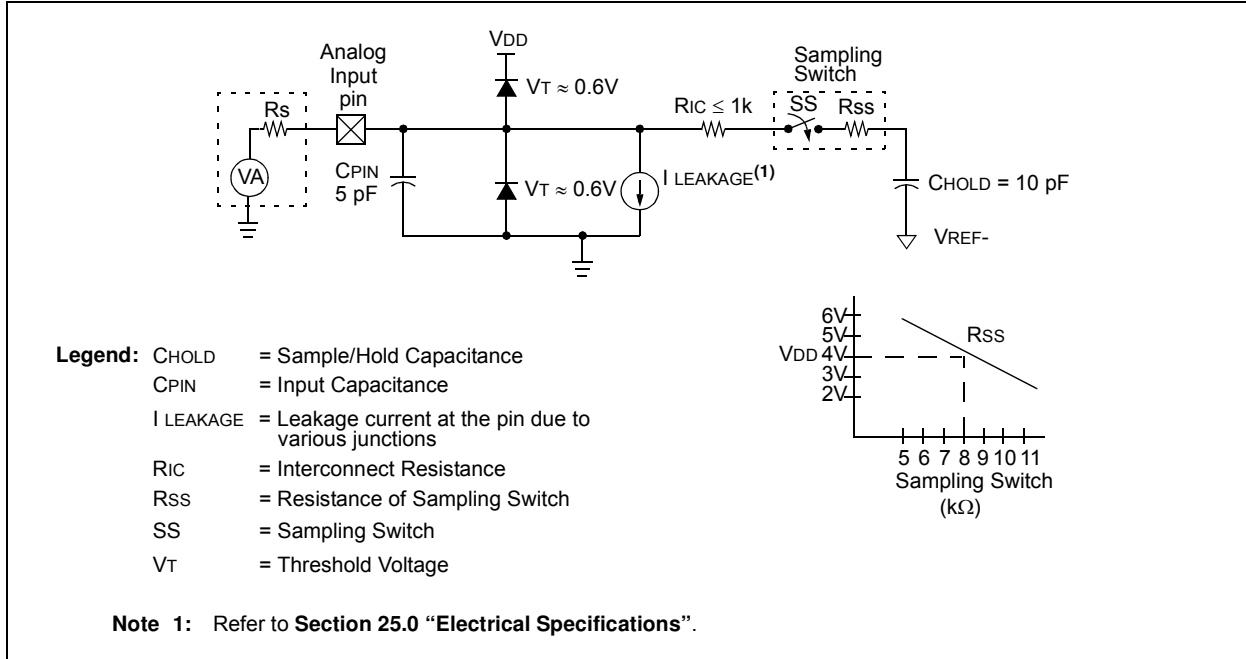 VDD
Analog
Input
pin
Rs
VA
CPIN
5 pF
VT ≈ 0.6V
VT ≈ 0.6V
I LEAKAGE(1)
RIC ≤ 1k
Sampling
Switch
SS
Rss
CHOLD = 10 pF
VREF-
6V
5V
VDD 4V
3V
2V
RSS
5 6 7 8 9 10 11
Sampling Switch
(kΩ)
Legend: CHOLD = Sample/Hold Capacitance
CPIN = Input Capacitance
I LEAKAGE = Leakage current at the pin due to
various junctions
RIC = Interconnect Resistance
RSS = Resistance of Sampling Switch
SS = Sampling Switch
VT = Threshold Voltage
Note 1: Refer to Section 25.0 “Electrical Specifications”.